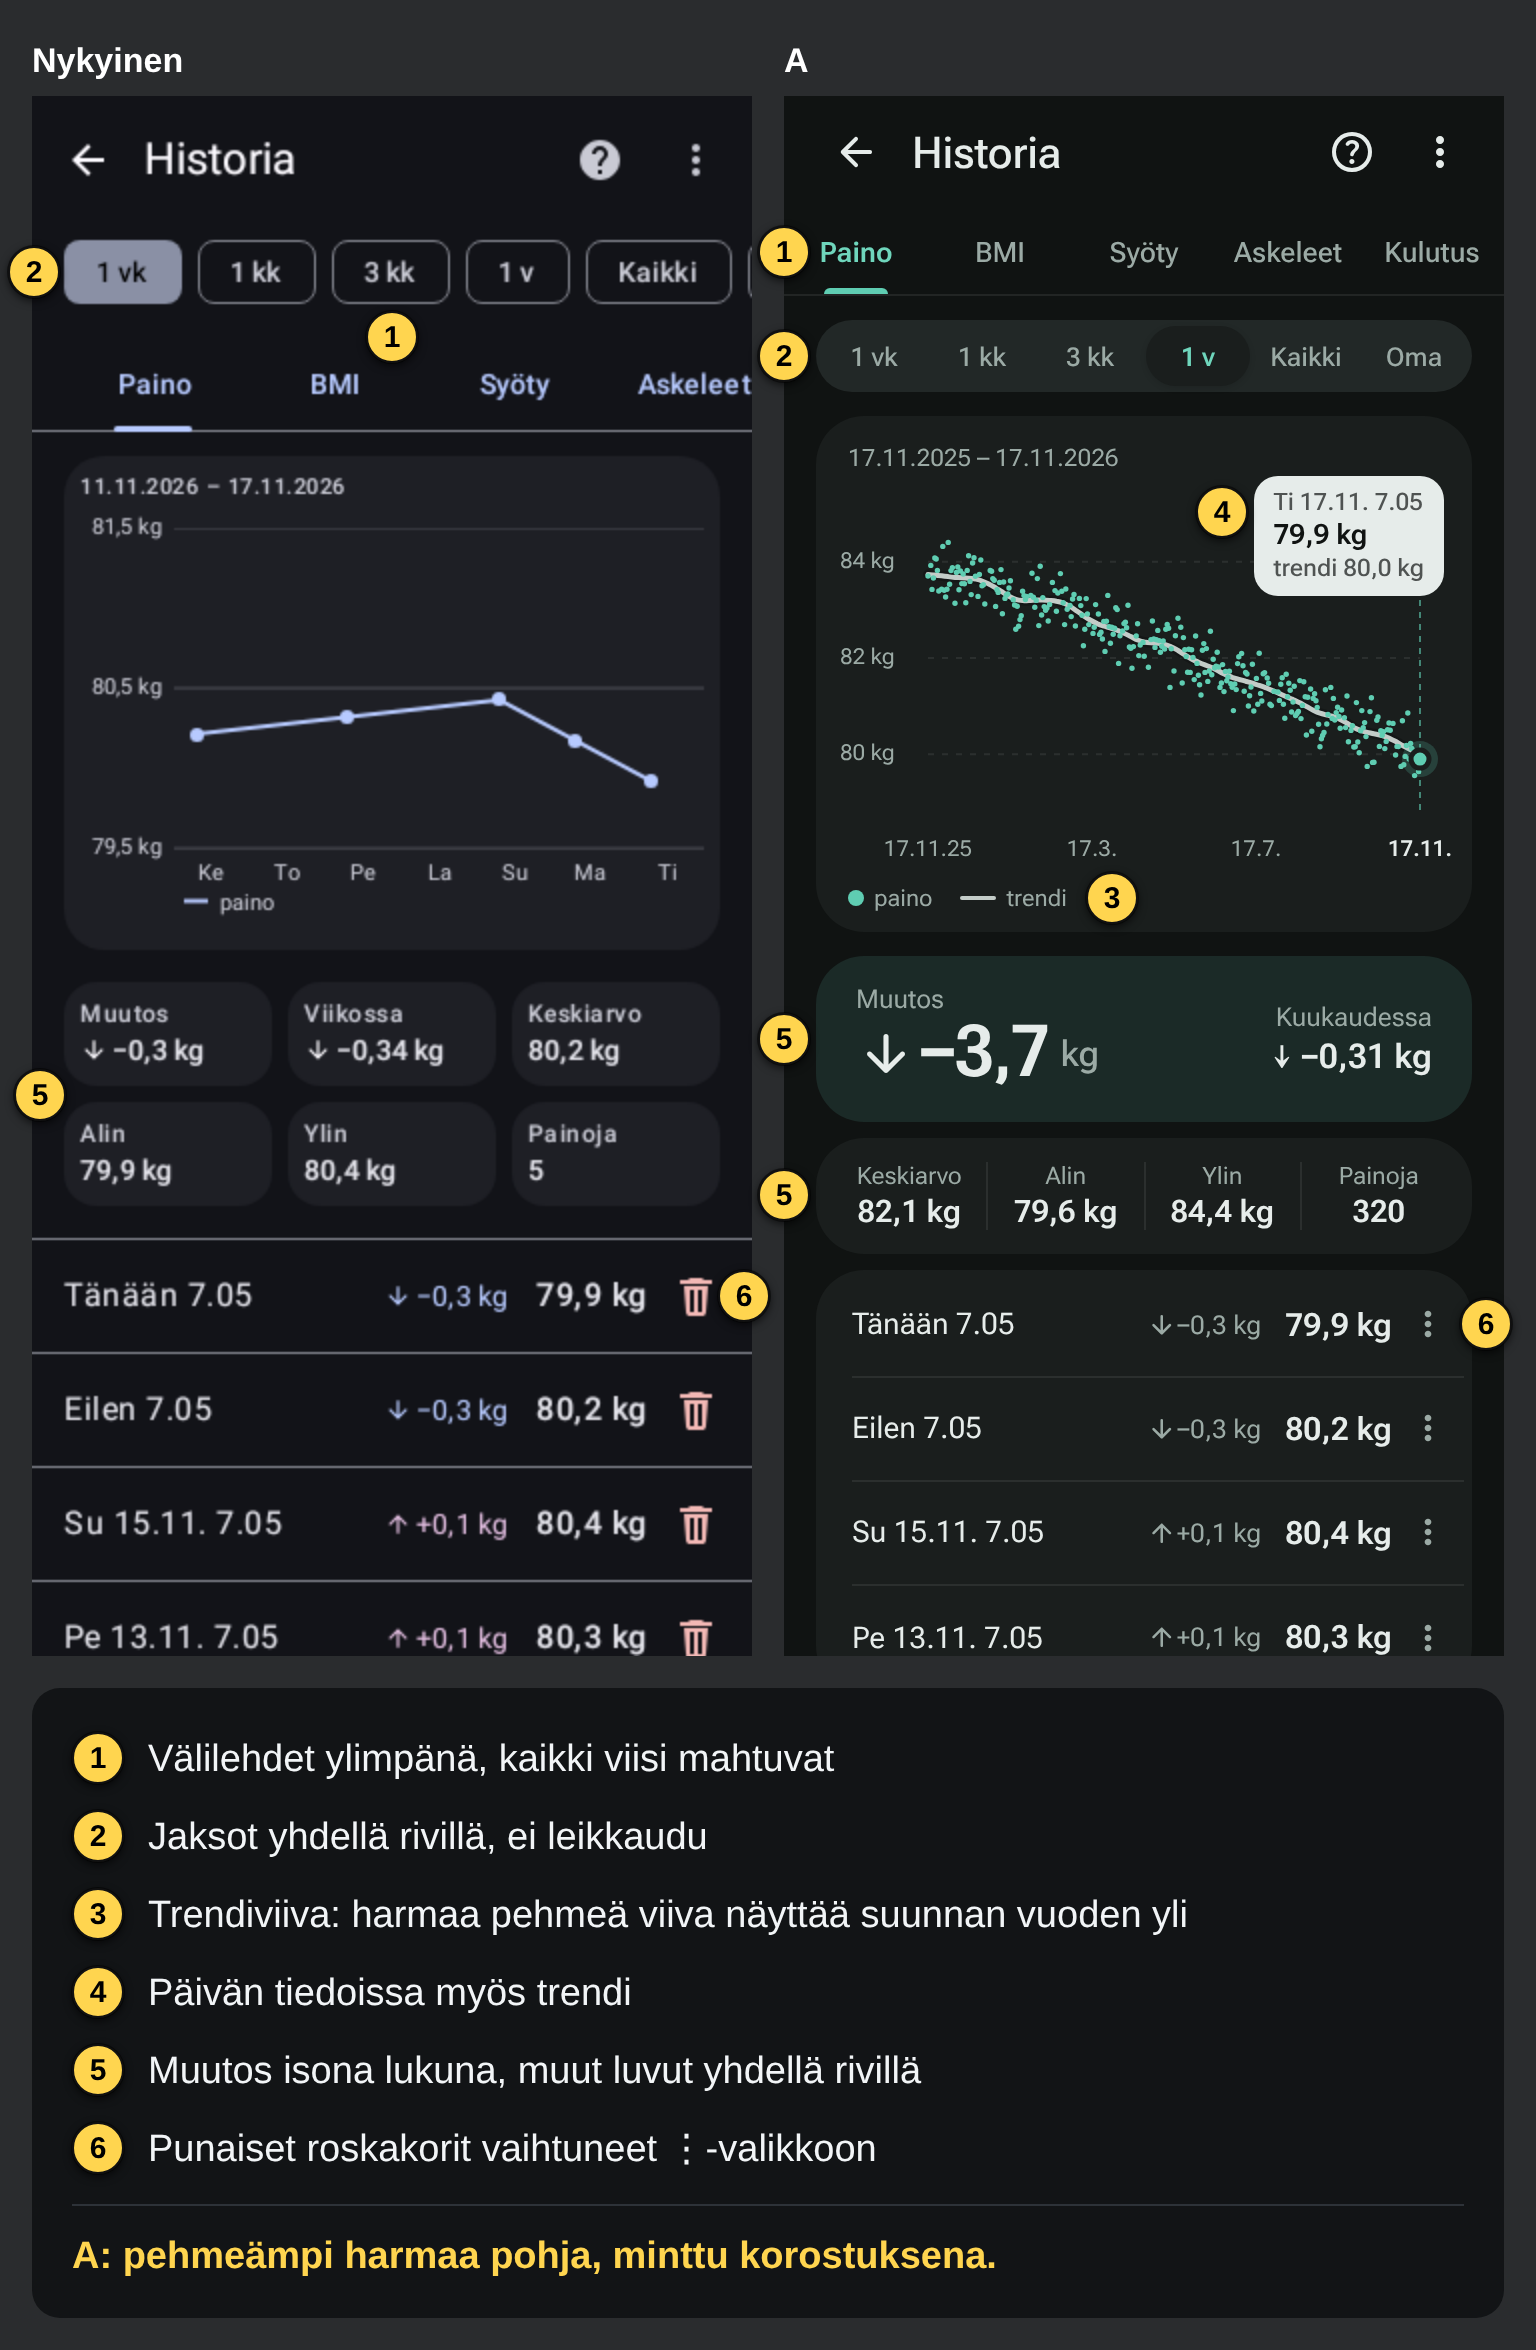 Nykyinen
Historia
2
1 vk
1 kk
3 kk
1 v
Kaikki
1
Paino
BMI
Syöty
Askeleet
11.11.2026 – 17.11.2026
81,5 kg
80,5 kg
79,5 kg
Ke To Pe La Su Ma Ti
paino
Muutos
↓ −0,3 kg
Viikossa
↓ −0,34 kg
Keskiarvo
80,2 kg
5
Alin
79,9 kg
Ylin
80,4 kg
Painoja
5
Tänään 7.05 ↓ −0,3 kg 79,9 kg
6
Eilen 7.05 ↓ −0,3 kg 80,2 kg
Su 15.11. 7.05 ↑ +0,1 kg 80,4 kg
Pe 13.11. 7.05 ↑ +0,1 kg 80,3 kg
A
Historia
1
Paino BMI Syöty Askeleet Kulutus
2
1 vk 1 kk 3 kk 1 v Kaikki Oma
17.11.2025 – 17.11.2026
4
Ti 17.11. 7.05
79,9 kg
trendi 80,0 kg
84 kg
82 kg
80 kg
17.11.25 17.3. 17.7. 17.11.
paino trendi
3
5
Muutos
↓ −3,7 kg
Kuukaudessa
↓ −0,31 kg
5
Keskiarvo
82,1 kg
Alin
79,6 kg
Ylin
84,4 kg
Painoja
320
Tänään 7.05 ↓ −0,3 kg 79,9 kg
6
Eilen 7.05 ↓ −0,3 kg 80,2 kg
Su 15.11. 7.05 ↑ +0,1 kg 80,4 kg
Pe 13.11. 7.05 ↑ +0,1 kg 80,3 kg
1 Välilehdet ylimpänä, kaikki viisi mahtuvat
2 Jaksot yhdellä rivillä, ei leikkaudu
3 Trendiviiva: harmaa pehmeä viiva näyttää suunnan vuoden yli
4 Päivän tiedoissa myös trendi
5 Muutos isona lukuna, muut luvut yhdellä rivillä
6 Punaiset roskakorit vaihtuneet ⋮-valikkoon
A: pehmeämpi harmaa pohja, minttu korostuksena.